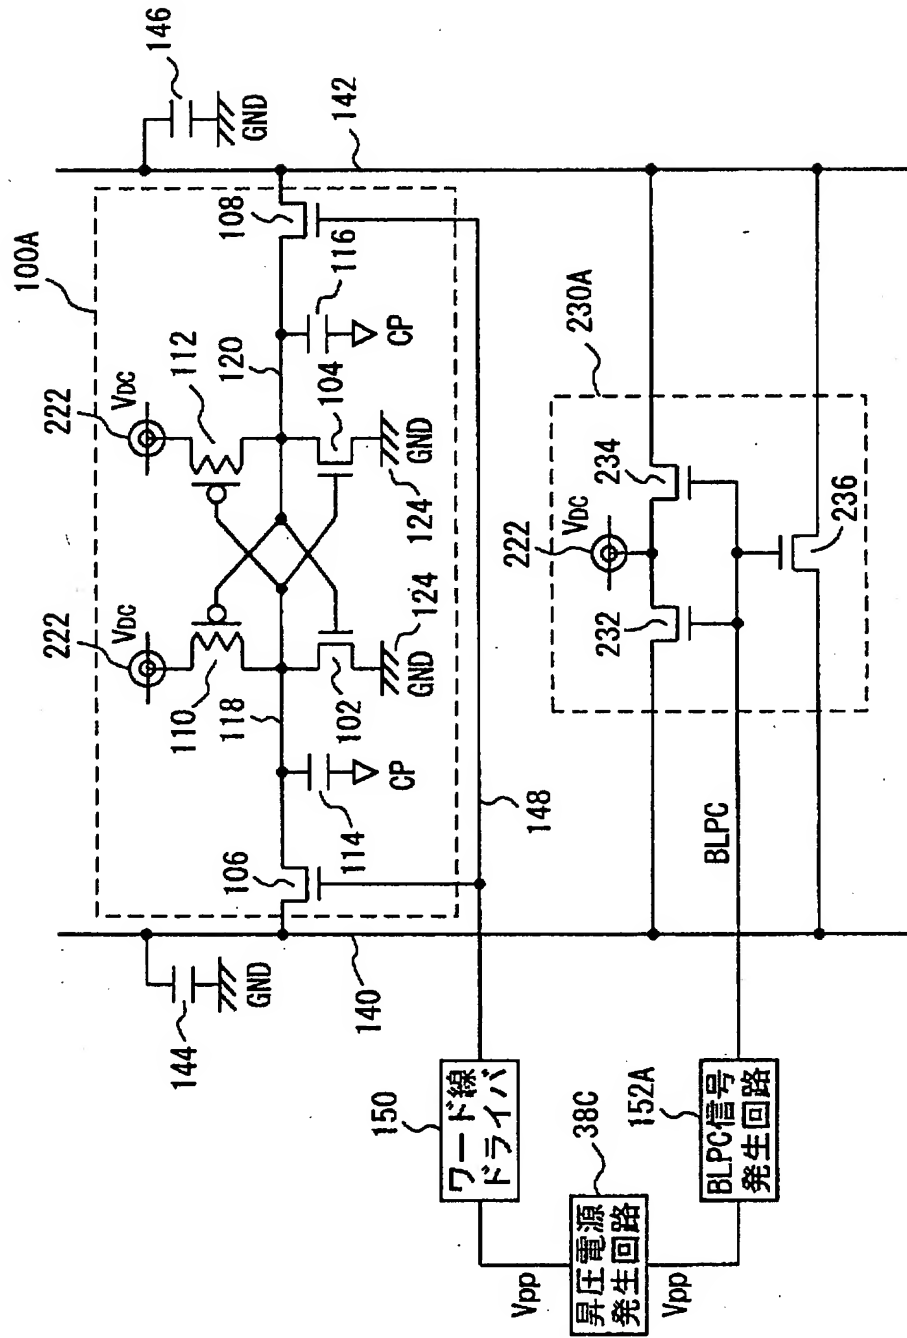 100A
146
GND
142
222
VDC
112
108
120
116
CP
104
GND
124
222
VDC
110
118
102
GND
124
114
CP
106
148
144
GND
140
230A
222
VDC
234
232
236
BLPC
150
ワード線
ドライバ
Vpp
38C
昇圧電源
発生回路
Vpp
152A
BLPC信号
発生回路